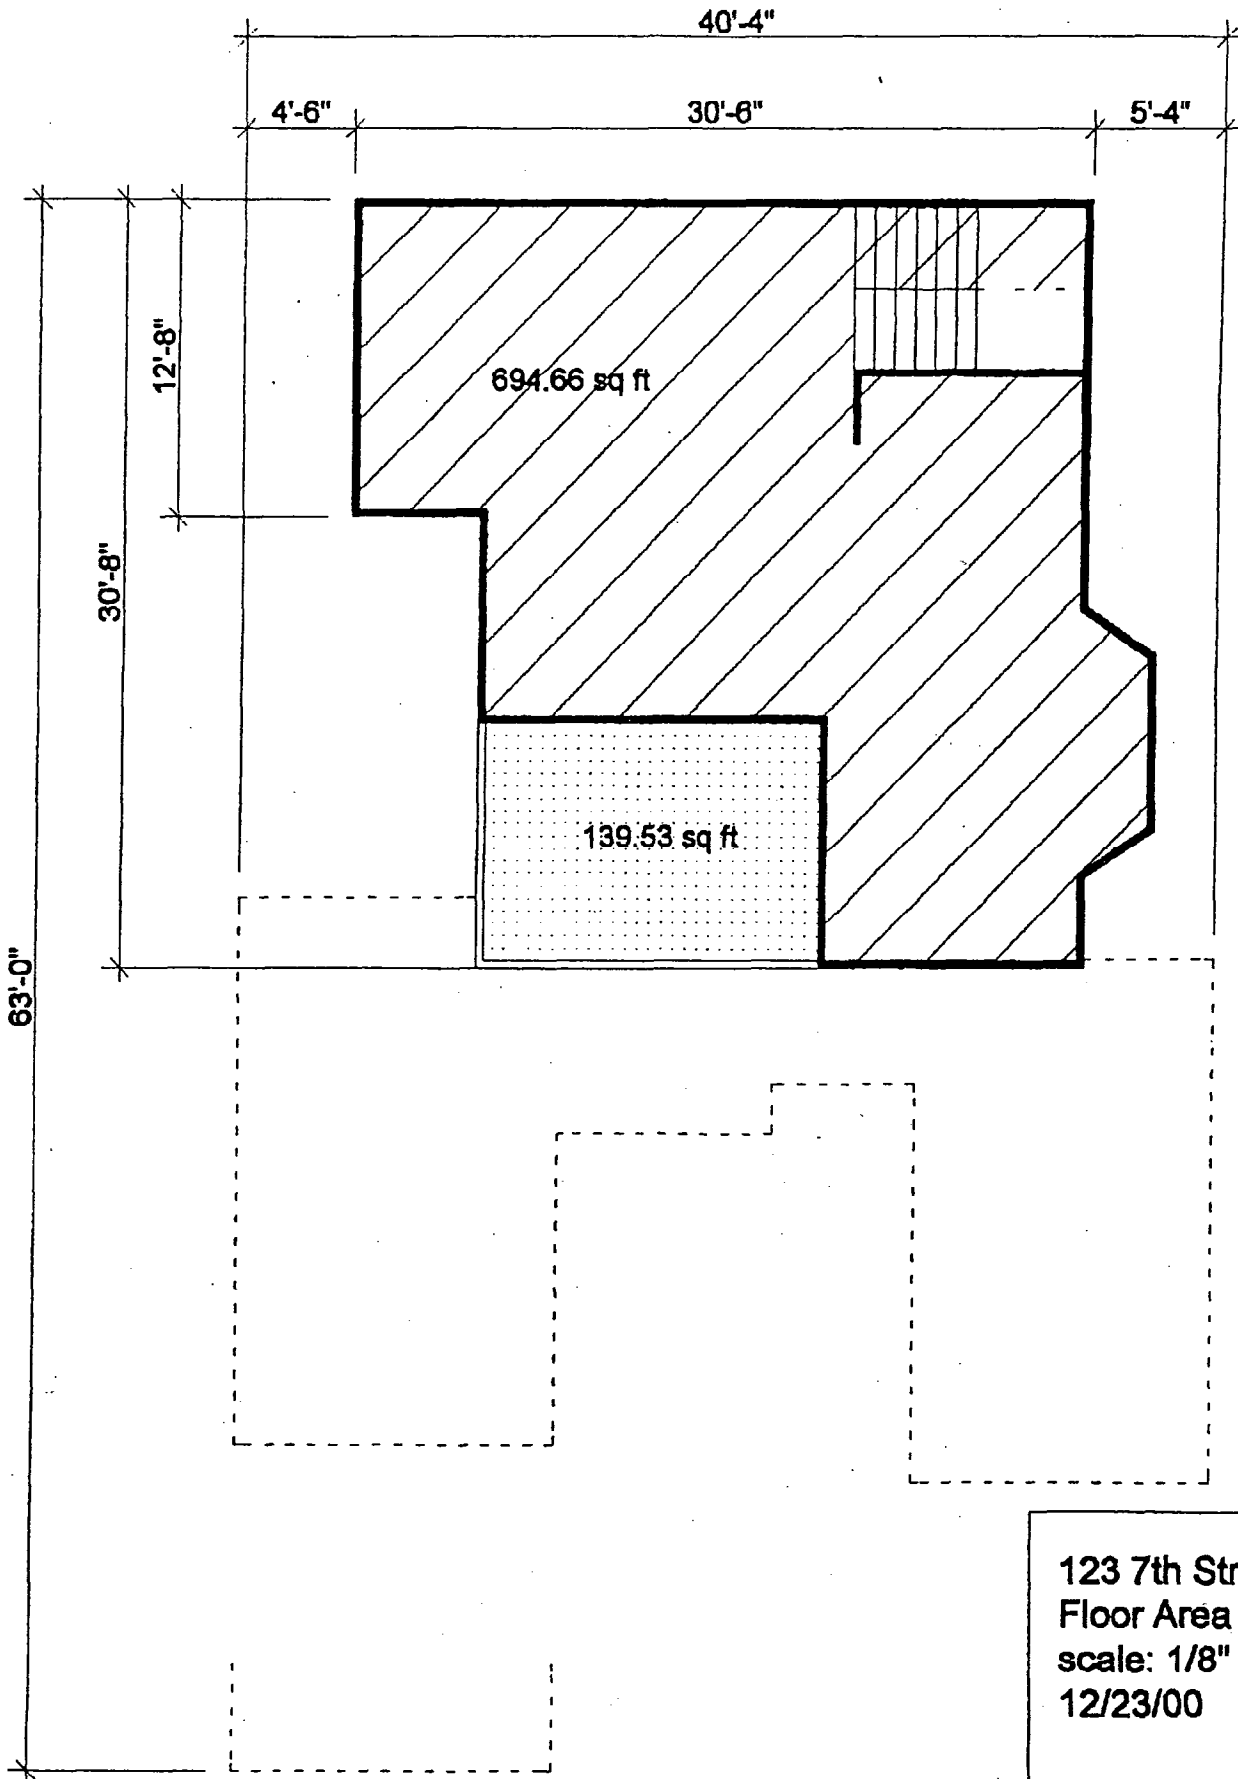 40'-4"
4'-6"
30'-6"
5'-4"
12'-8"
694.66 sq ft
30'-8"
139.53 sq ft
63'-0"
123 7th Str
Floor Area
scale: 1/8"
12/23/00